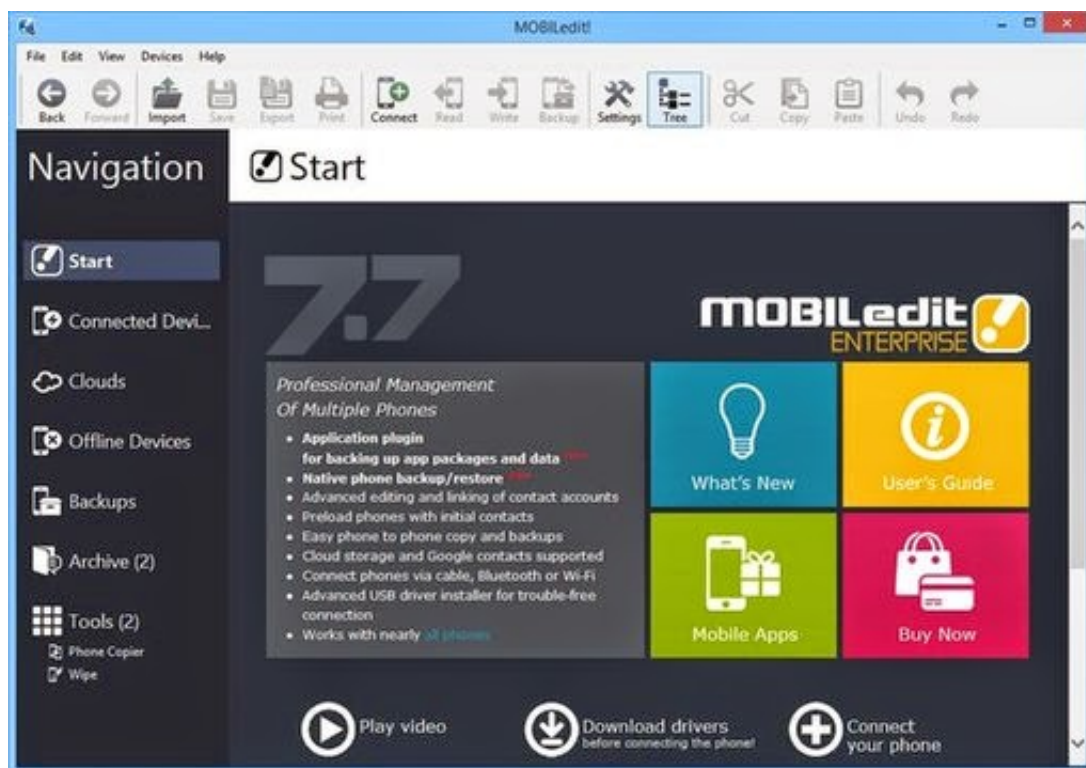 MOBILedit!
File Edit View Devices Help
Back Forward Import Save Export Print Connect Read Write Backup Settings Tree Cut Copy Paste Undo Redo
Navigation
Start
Start
Connected Devi...
Clouds
Offline Devices
Backups
Archive (2)
Tools (2)
Phone Copier
Wipe
7.7
MOBILedit
ENTERPRISE
Professional Management
Of Multiple Phones
• Application plugin
for backing up app packages and data
• Native phone backup/restore
• Advanced editing and linking of contact accounts
• Preload phones with initial contacts
• Easy phone to phone copy and backups
• Cloud storage and Google contacts supported
• Connect phones via cable, Bluetooth or Wi-Fi
• Advanced USB driver installer for trouble-free
connection
• Works with nearly all phones
What's New
User's Guide
Mobile Apps
Buy Now
Play video
Download drivers
before connecting the phone!
Connect
your phone